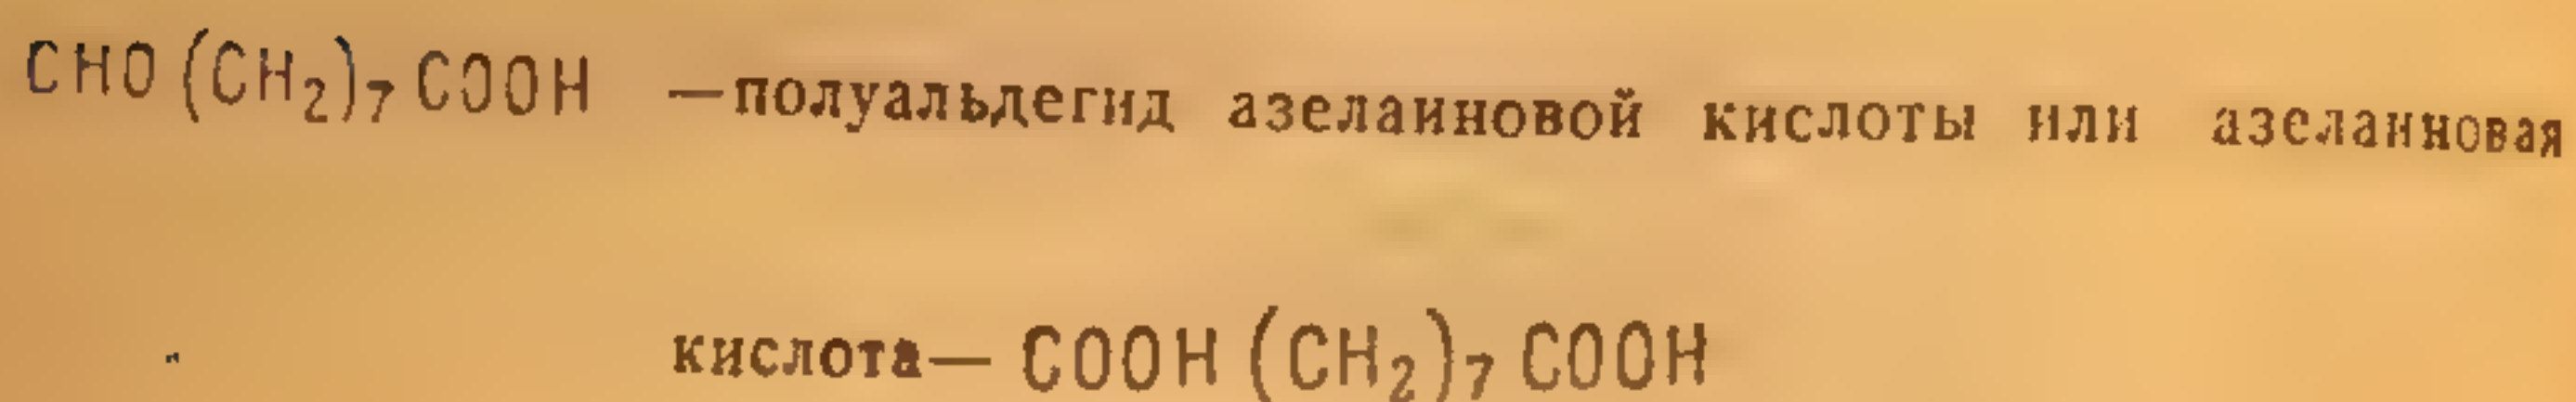 CHO (CH₂)₇ COOH —полуальдегид азелаиновой кислоты или азелаиновая
кислота— COOH (CH₂)₇ COOH